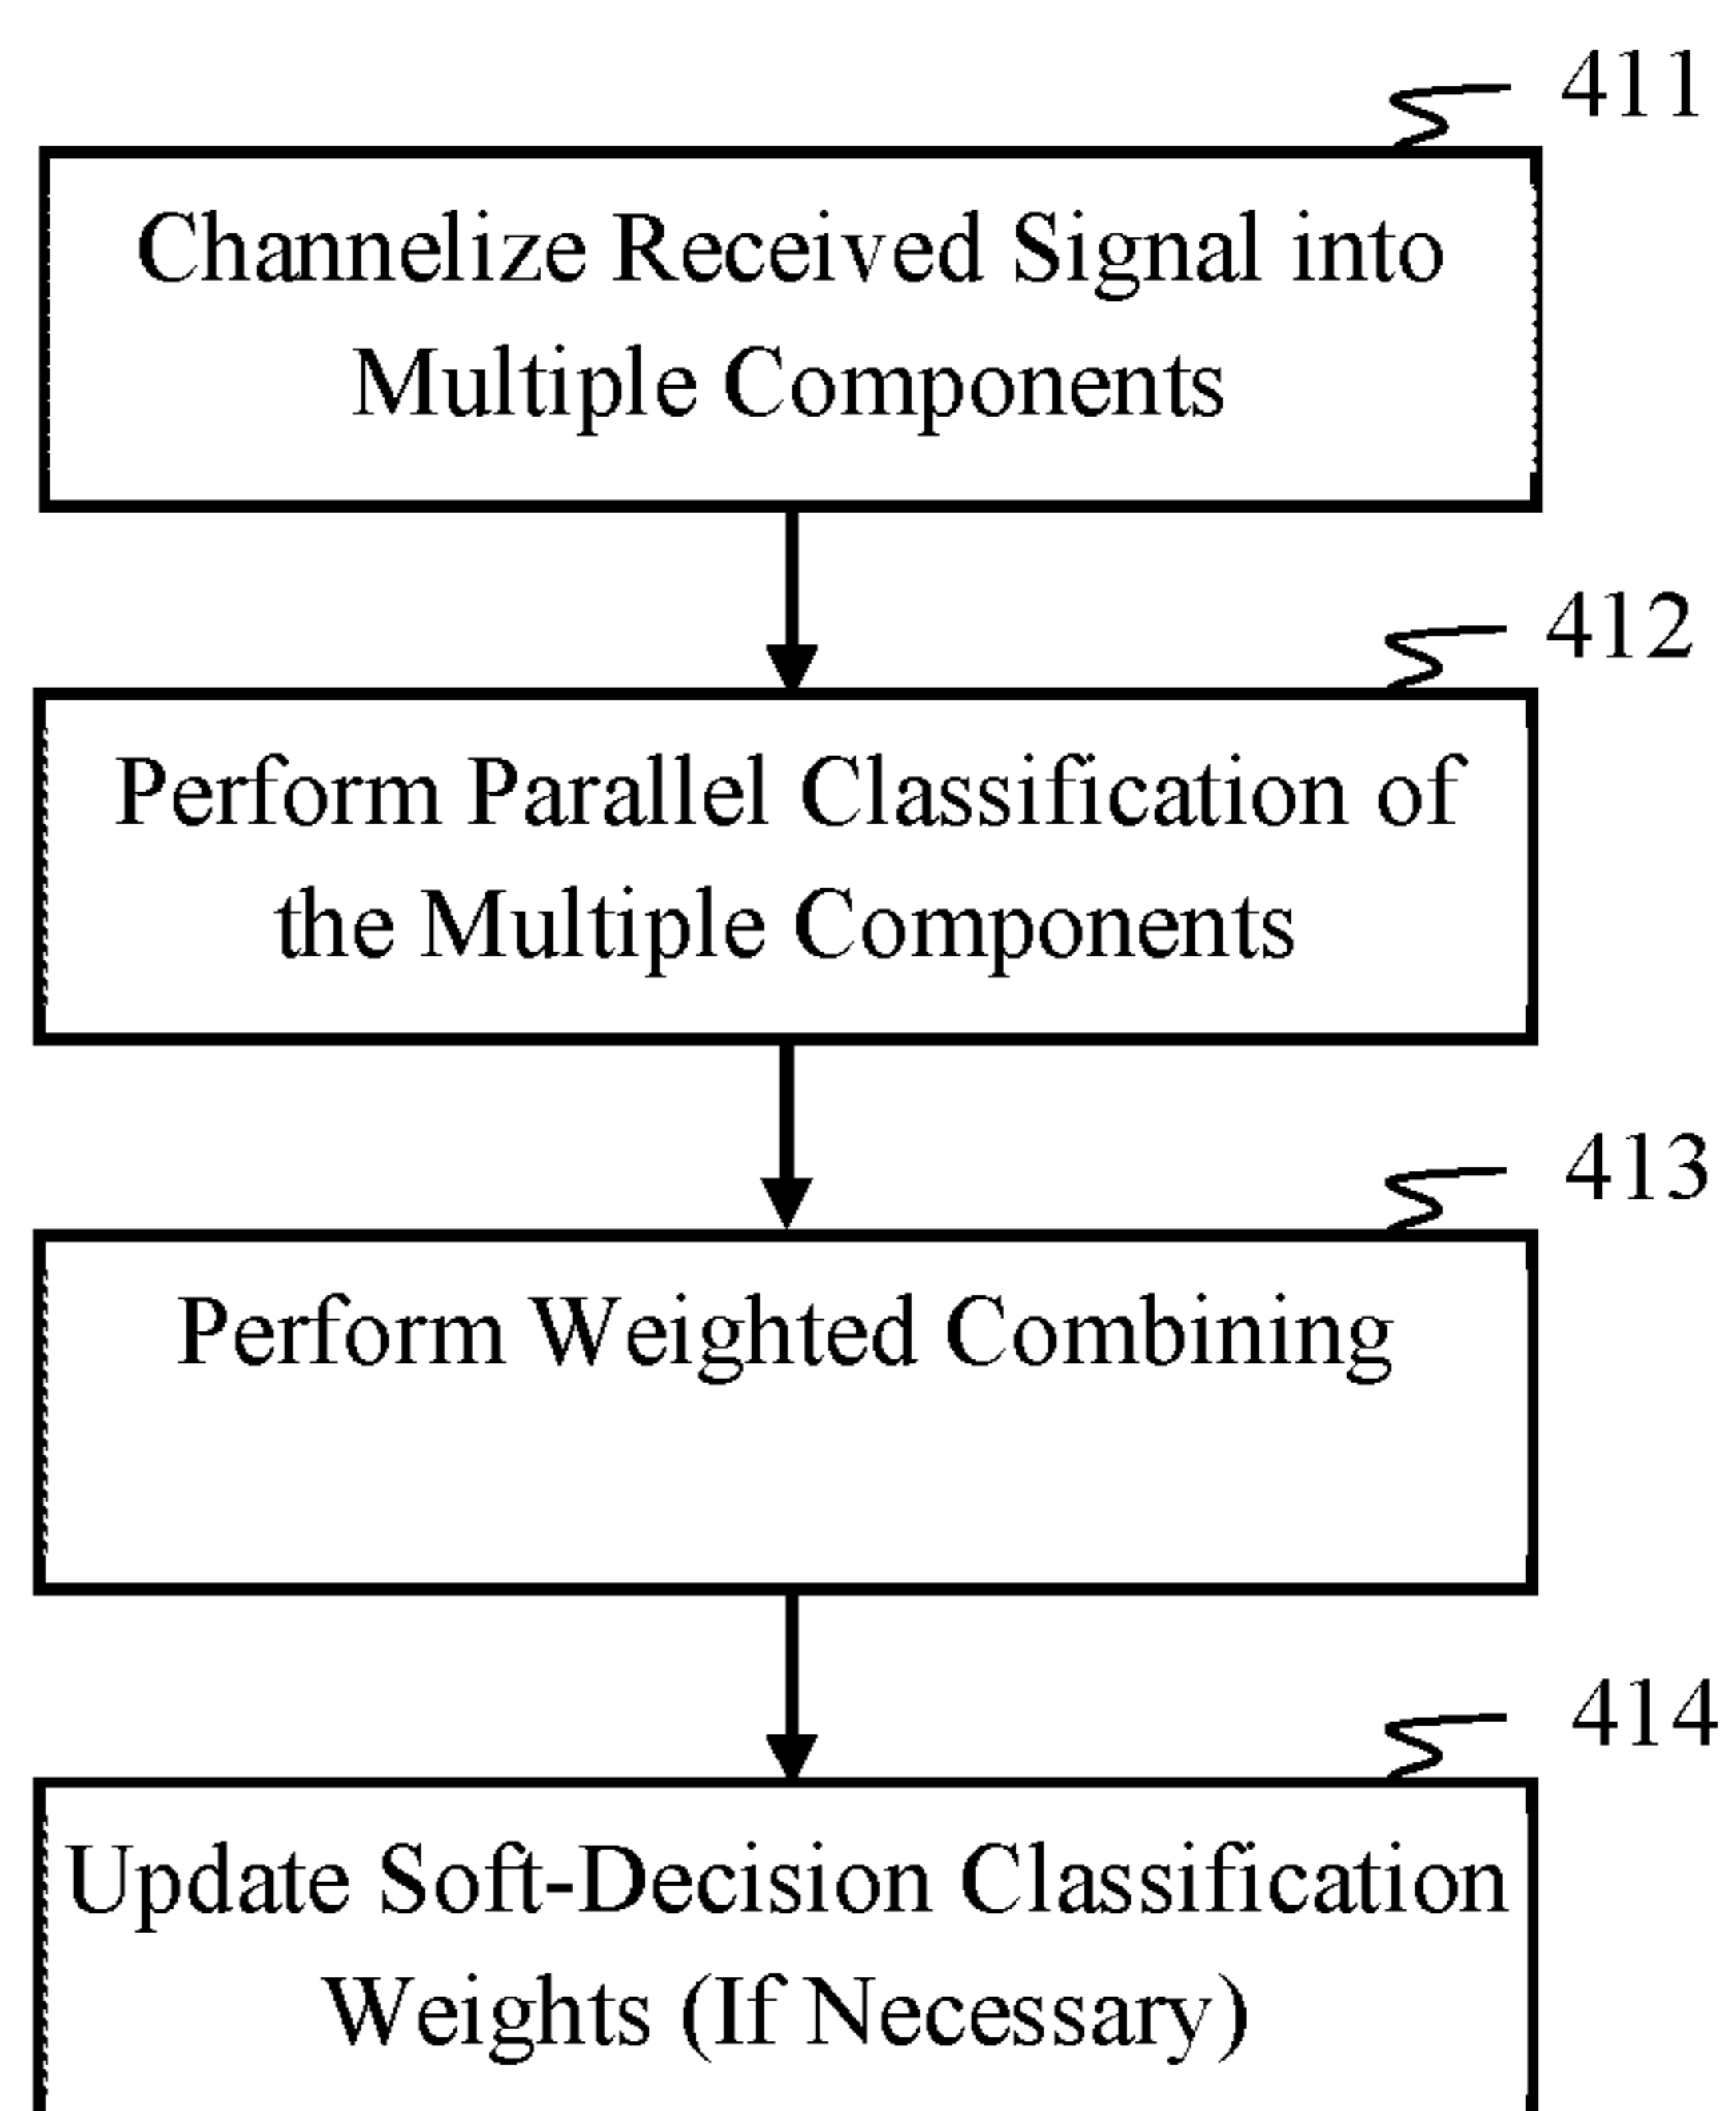 411
Channelize Received Signal into
Multiple Components
412
Perform Parallel Classification of
the Multiple Components
413
Perform Weighted Combining
414
Update Soft-Decision Classification
Weights (If Necessary)